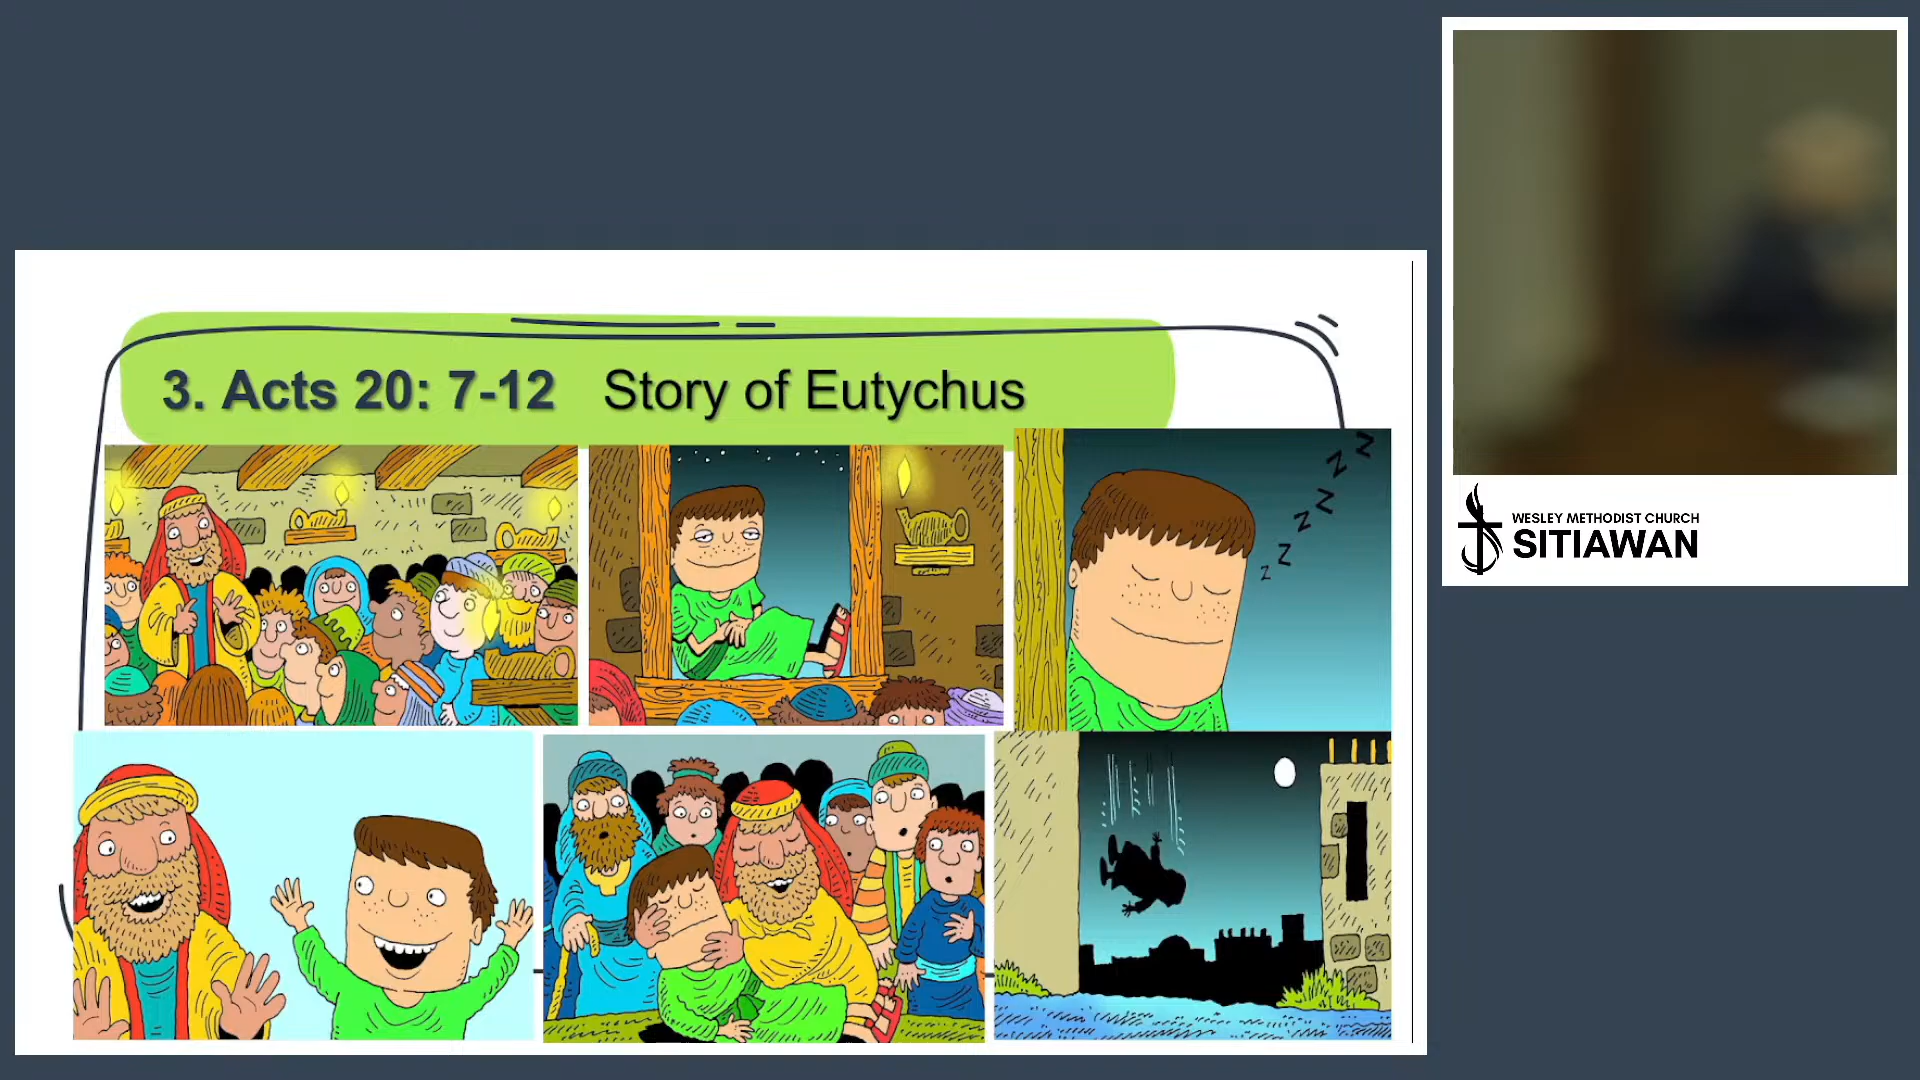 3. Acts 20: 7-12 Story of Eutychus
z z z z z z
WESLEY METHODIST CHURCH
SITIAWAN